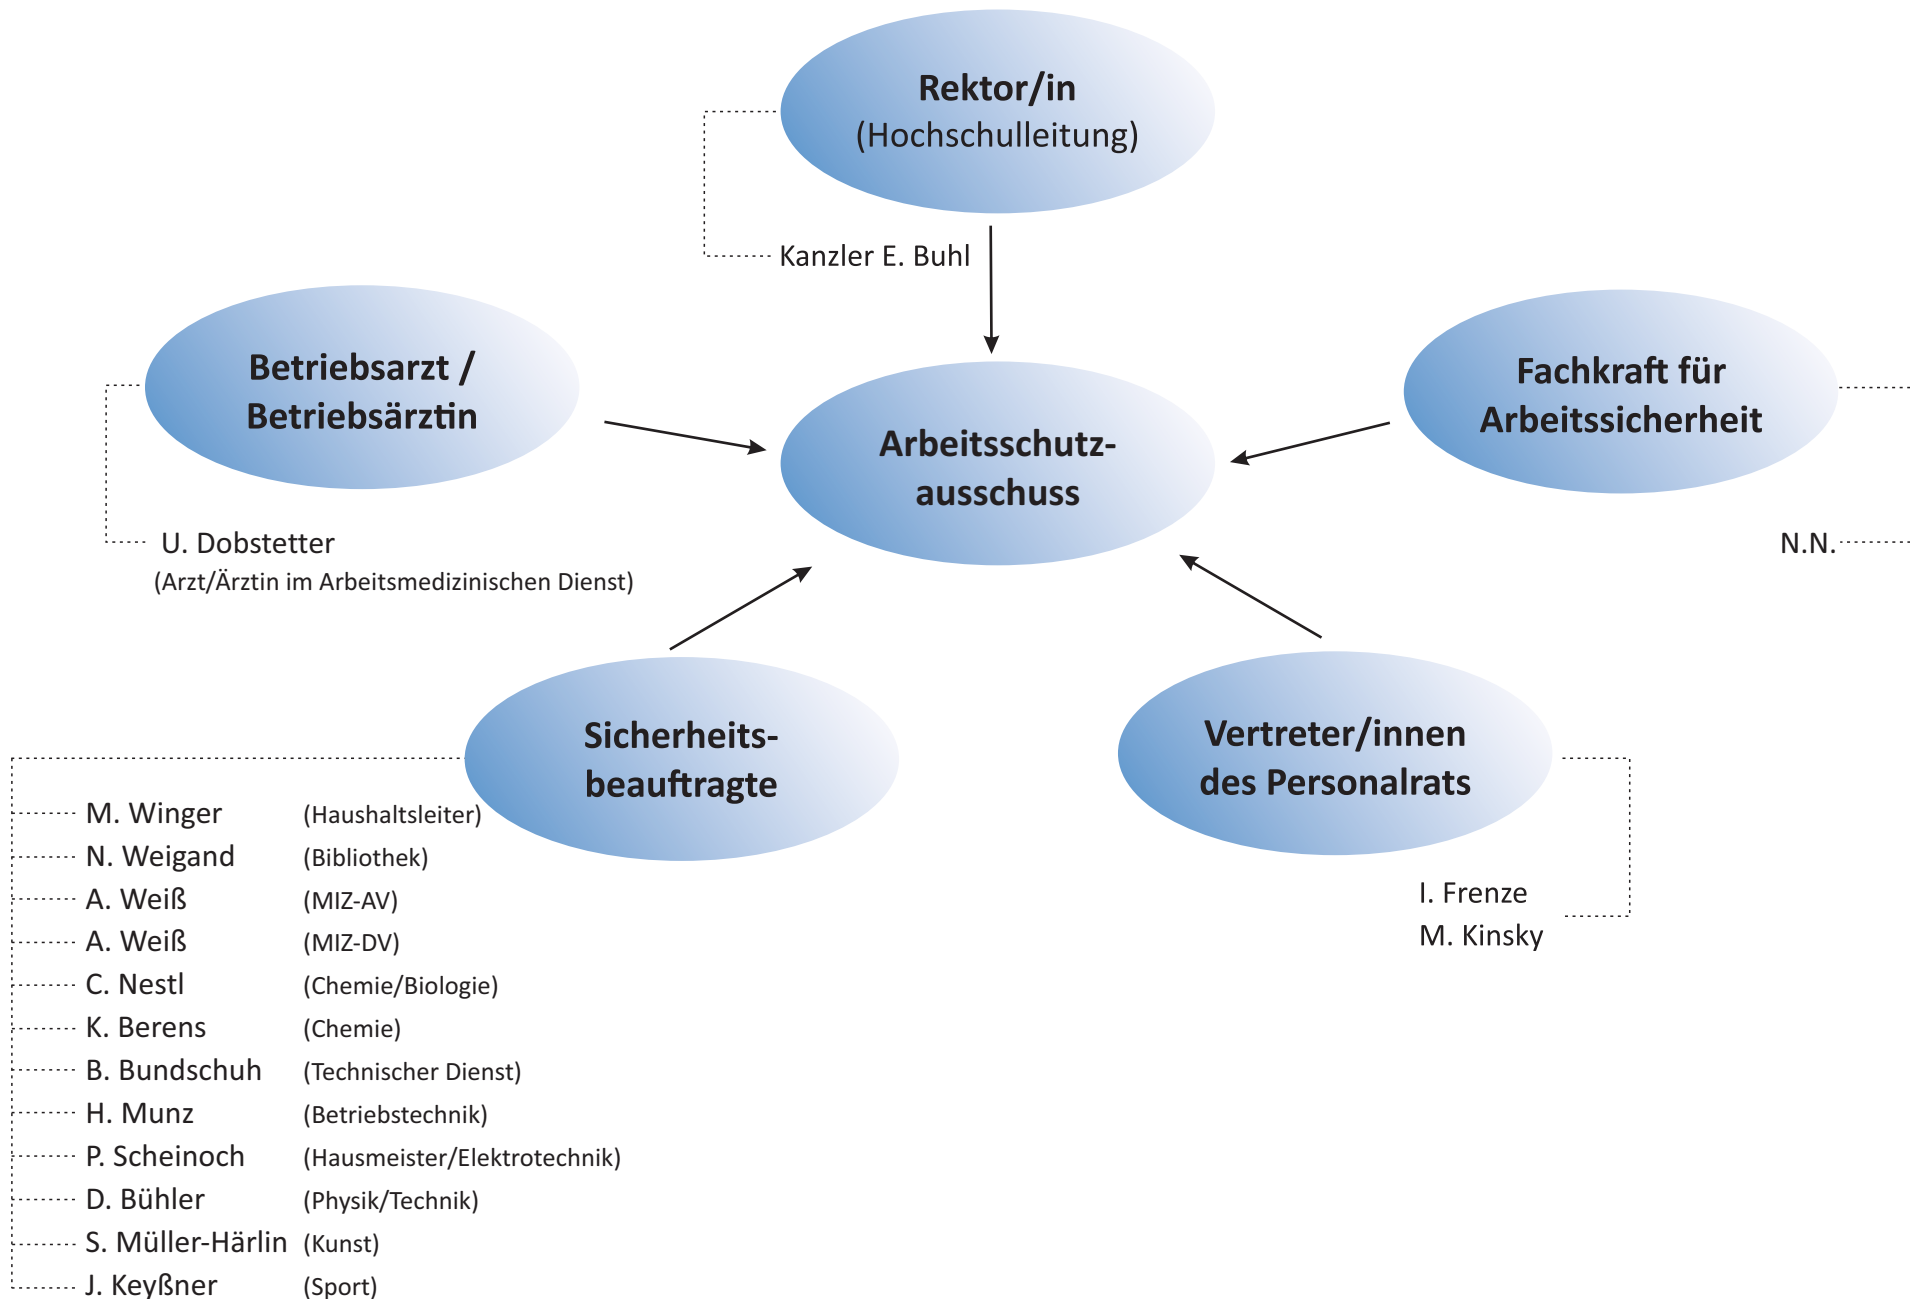 Rektor/in
(Hochschulleitung)
Kanzler E. Buhl
Betriebsarzt /
Betriebsärztin
U. Dobstetter
(Arzt/Ärztin im Arbeitsmedizinischen Dienst)
Arbeitsschutz-
ausschuss
Fachkraft für
Arbeitssicherheit
N.N.
Sicherheits-
beauftragte
M. Winger (Haushaltsleiter)
N. Weigand (Bibliothek)
A. Weiß (MIZ-AV)
A. Weiß (MIZ-DV)
C. Nestl (Chemie/Biologie)
K. Berens (Chemie)
B. Bundschuh (Technischer Dienst)
H. Munz (Betriebstechnik)
P. Scheinoch (Hausmeister/Elektrotechnik)
D. Bühler (Physik/Technik)
S. Müller-Härlin (Kunst)
J. Keyßner (Sport)
Vertreter/innen
des Personalrats
I. Frenze
M. Kinsky